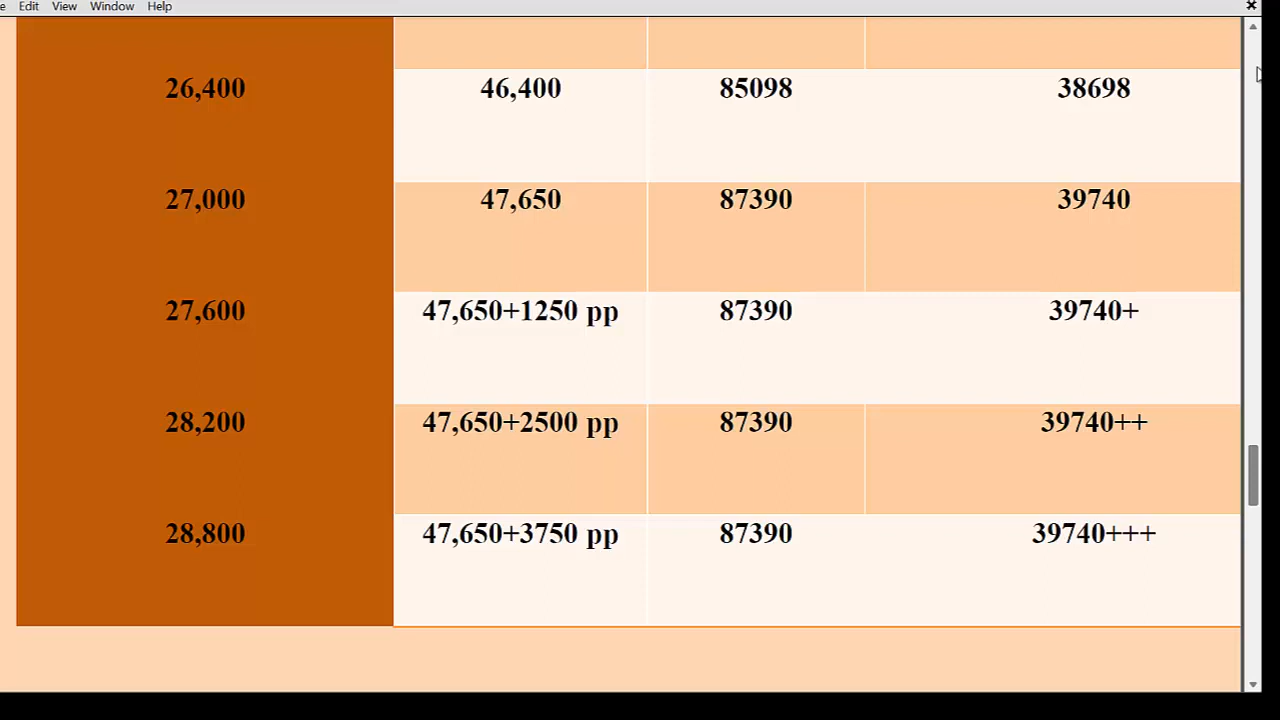 e Edit View Window Help
26,400 46,400 85098 38698
27,000 47,650 87390 39740
27,600 47,650+1250 pp 87390 39740+
28,200 47,650+2500 pp 87390 39740++
28,800 47,650+3750 pp 87390 39740+++